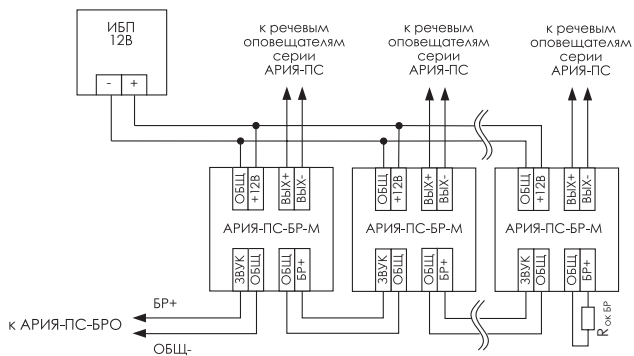 ИБП
12В
-
+
к речевым
оповещателям
серии
АРИЯ-ПС
к речевым
оповещателям
серии
АРИЯ-ПС
к речевым
оповещателям
серии
АРИЯ-ПС
ОБЩ
+12В
ВЫХ+
ВЫХ-
ОБЩ
+12В
ВЫХ+
ВЫХ-
ОБЩ
+12В
ВЫХ+
ВЫХ-
АРИЯ-ПС-БР-М
АРИЯ-ПС-БР-М
АРИЯ-ПС-БР-М
ЗВУК
ОБЩ
ОБЩ
БР+
ЗВУК
ОБЩ
ОБЩ
БР+
ЗВУК
ОБЩ
ОБЩ
БР+
БР+
к АРИЯ-ПС-БРО
ОБЩ-
R ОК БР